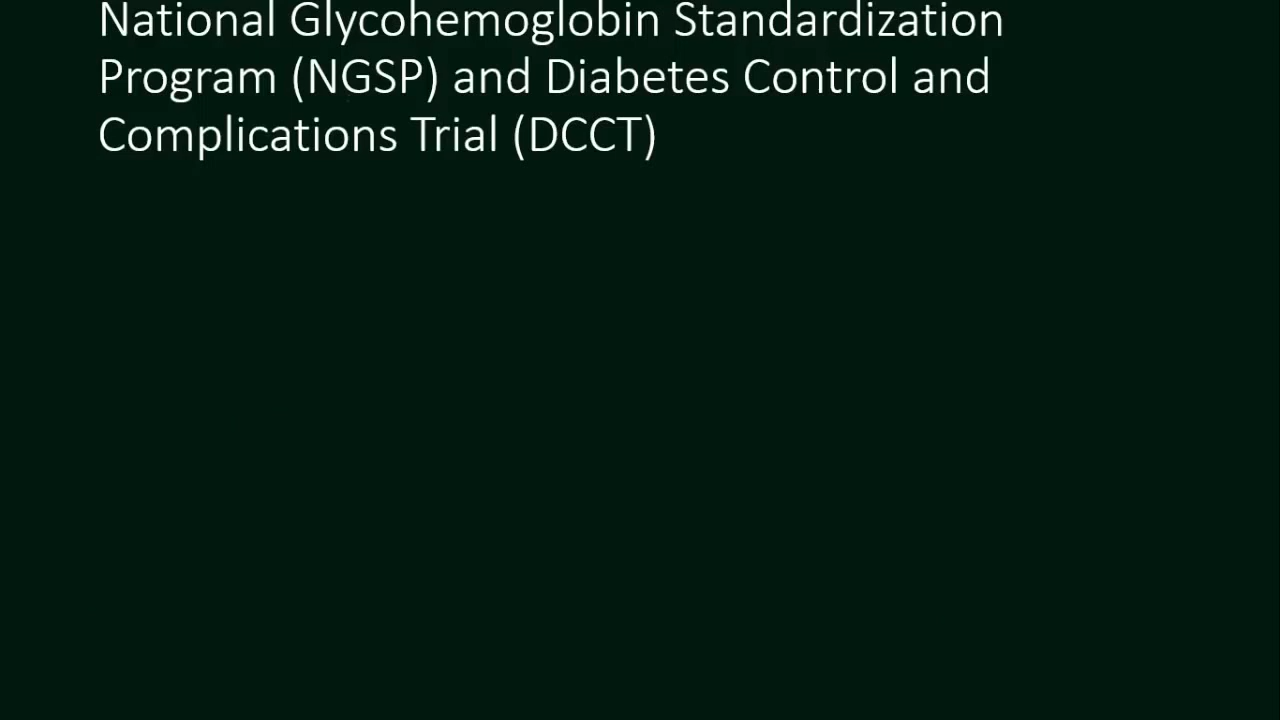 National Glycohemoglobin Standardization
Program (NGSP) and Diabetes Control and
Complications Trial (DCCT)